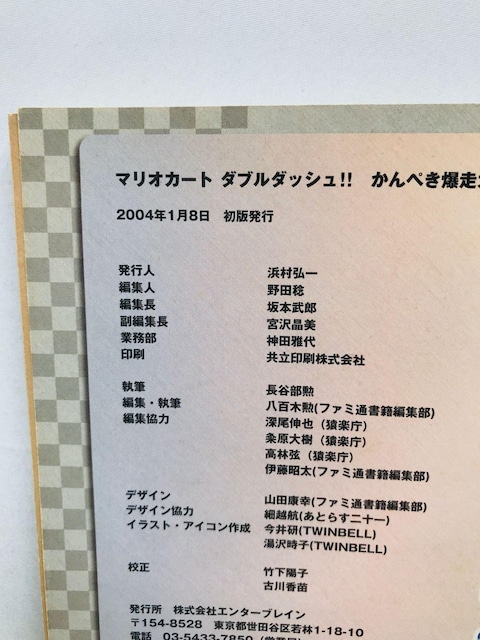 マリオカート ダブルダッシュ!! かんぺき爆走
2004年1月8日 初版発行
発行人 浜村弘一
編集人 野田稔
編集長 坂本武郎
副編集長 宮沢晶美
業務部 神田雅代
印刷 共立印刷株式会社
執筆 長谷部勲
編集・執筆 八百木勲(ファミ通書籍編集部)
編集協力 深尾伸也（猿楽庁）
粂原大樹（猿楽庁）
高林弦（猿楽庁）
伊藤昭太(ファミ通書籍編集部)
デザイン 山田康幸(ファミ通書籍編集部)
デザイン協力 細越航(あとらす二十一)
イラスト・アイコン作成 今井研(TWINBELL)
湯沢時子(TWINBELL)
校正 竹下陽子
古川香苗
発行所 株式会社エンターブレイン
〒154-8528 東京都世田谷区若林1-18-10
電話 03-5433-7850